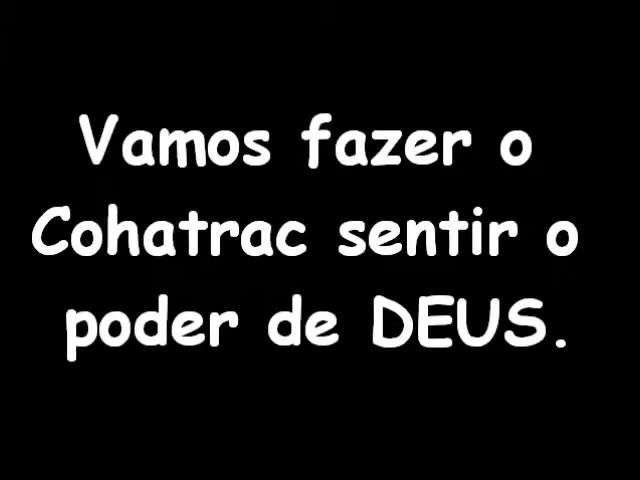 Vamos fazer o
Cohatrac sentir o
poder de DEUS.